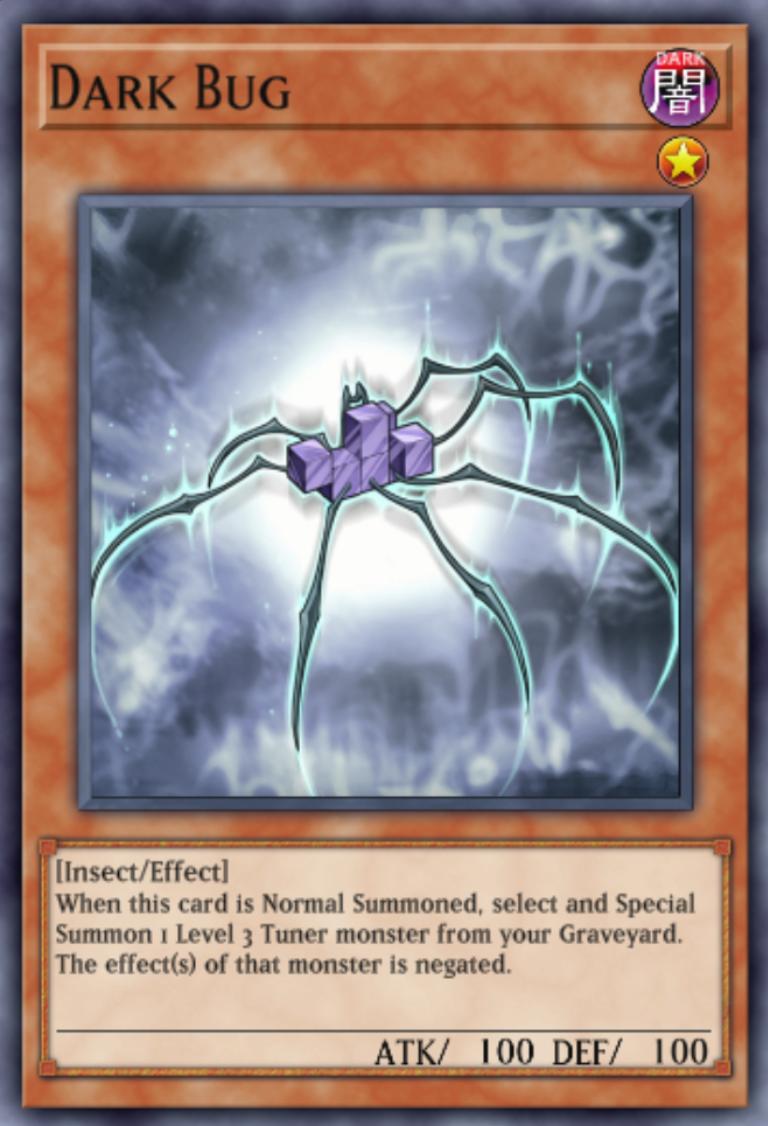 Dark Bug
DARK
闇
[Insect/Effect]
When this card is Normal Summoned, select and Special
Summon 1 Level 3 Tuner monster from your Graveyard.
The effect(s) of that monster is negated.
ATK/ 100 DEF/ 100